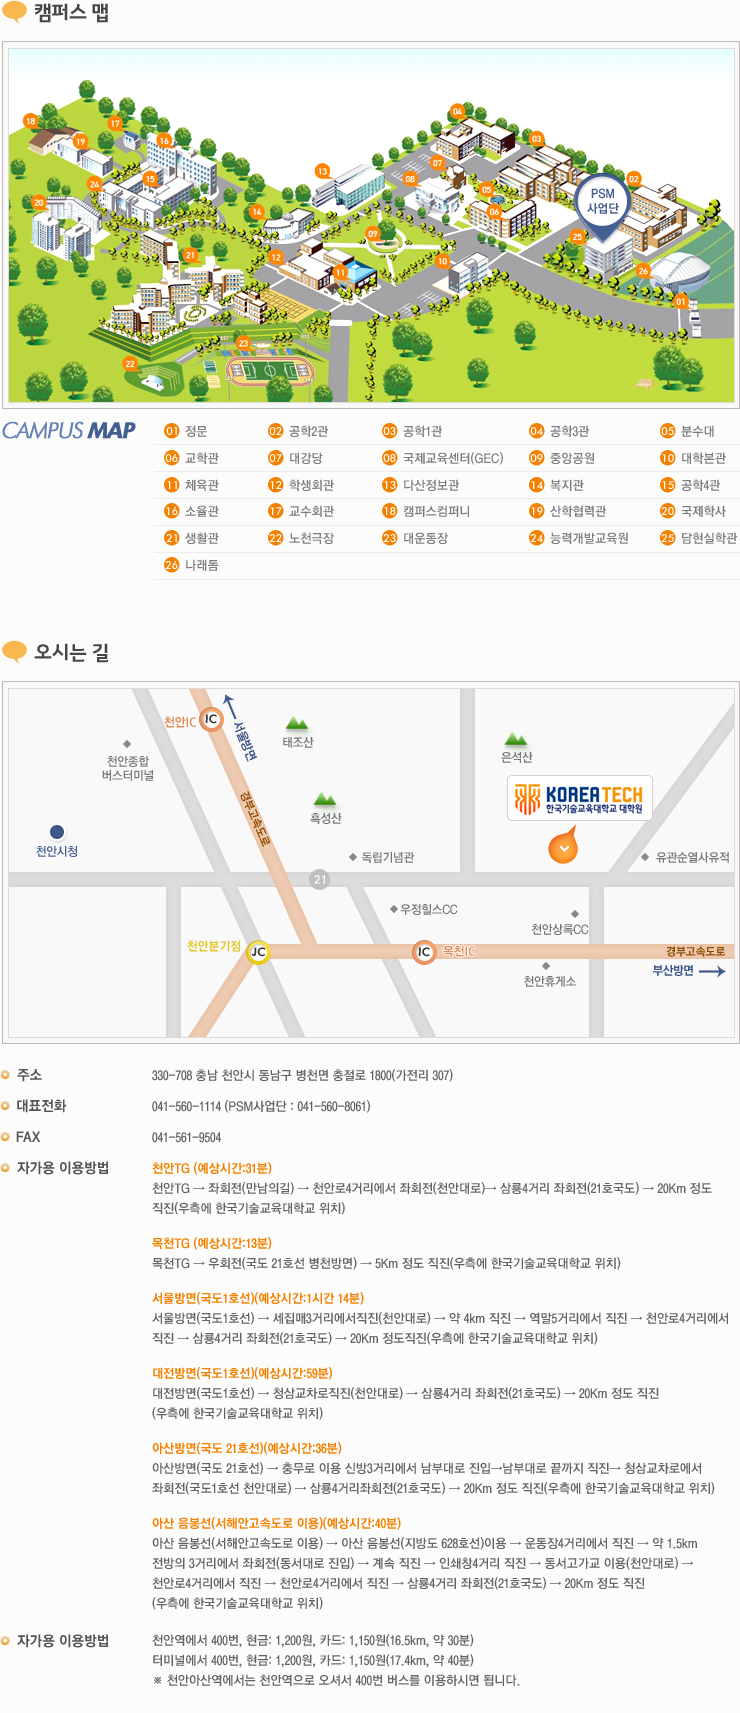 캠퍼스 맵
18
17
19
16
24
15
20
14
13
04
03
07
08
05
06
02
PSM
사업단
09
25
21
12
11
10
26
01
23
22
CAMPUS MAP
01 정문 02 공학2관 03 공학1관 04 공학3관 05 분수대
06 교학관 07 대강당 08 국제교육센터(GEC) 09 중앙공원 10 대학본관
11 체육관 12 학생회관 13 다산정보관 14 복지관 15 공학4관
16 소율관 17 교수회관 18 캠퍼스컴퍼니 19 산학협력관 20 국제학사
21 생활관 22 노천극장 23 대운동장 24 능력개발교육원 25 담헌실학관
26 나래돔
오시는 길
천안IC
IC
서울방면
태조산
천안종합
버스터미널
은석산
경부고속도로
흑성산
KOREATECH
한국기술교육대학교 대학원
천안시청
독립기념관
유관순열사유적
21
우정힐스CC
천안상록CC
천안분기점
JC
IC
목천IC
경부고속도로
부산방면
천안휴게소
주소 330-708 충남 천안시 동남구 병천면 충절로 1800(가전리 307)
대표전화 041-560-1114 (PSM사업단 : 041-560-8061)
FAX 041-561-9504
자가용 이용방법 천안TG (예상시간:31분)
천안TG → 좌회전(만남의길) → 천안로4거리에서 좌회전(천안대로)→ 삼룡4거리 좌회전(21호국도) → 20Km 정도
직진(우측에 한국기술교육대학교 위치)
목천TG (예상시간:13분)
목천TG → 우회전(국도 21호선 병천방면) → 5Km 정도 직진(우측에 한국기술교육대학교 위치)
서울방면(국도1호선)(예상시간:1시간 14분)
서울방면(국도1호선) → 세집매3거리에서직진(천안대로) → 약 4km 직진 → 역말5거리에서 직진 → 천안로4거리에서
직진 → 삼룡4거리 좌회전(21호국도) → 20Km 정도직진(우측에 한국기술교육대학교 위치)
대전방면(국도1호선)(예상시간:59분)
대전방면(국도1호선) → 청삼교차로직진(천안대로) → 삼룡4거리 좌회전(21호국도) → 20Km 정도 직진
(우측에 한국기술교육대학교 위치)
아산방면(국도 21호선)(예상시간:36분)
아산방면(국도 21호선) → 충무로 이용 신방3거리에서 남부대로 진입→남부대로 끝까지 직진→ 청삼교차로에서
좌회전(국도1호선 천안대로) → 삼룡4거리좌회전(21호국도) → 20Km 정도 직진(우측에 한국기술교육대학교 위치)
아산 음봉선(서해안고속도로 이용)(예상시간:40분)
아산 음봉선(서해안고속도로 이용) → 아산 음봉선(지방도 628호선)이용 → 운동장4거리에서 직진 → 약 1.5km
전방의 3거리에서 좌회전(동서대로 진입) → 계속 직진 → 인쇄창4거리 직진 → 동서고가교 이용(천안대로) →
천안로4거리에서 직진 → 천안로4거리에서 직진 → 삼룡4거리 좌회전(21호국도) → 20Km 정도 직진
(우측에 한국기술교육대학교 위치)
자가용 이용방법 천안역에서 400번, 현금: 1,200원, 카드: 1,150원(16.5km, 약 30분)
터미널에서 400번, 현금: 1,200원, 카드: 1,150원(17.4km, 약 40분)
※ 천안아산역에서는 천안역으로 오셔서 400번 버스를 이용하시면 됩니다.